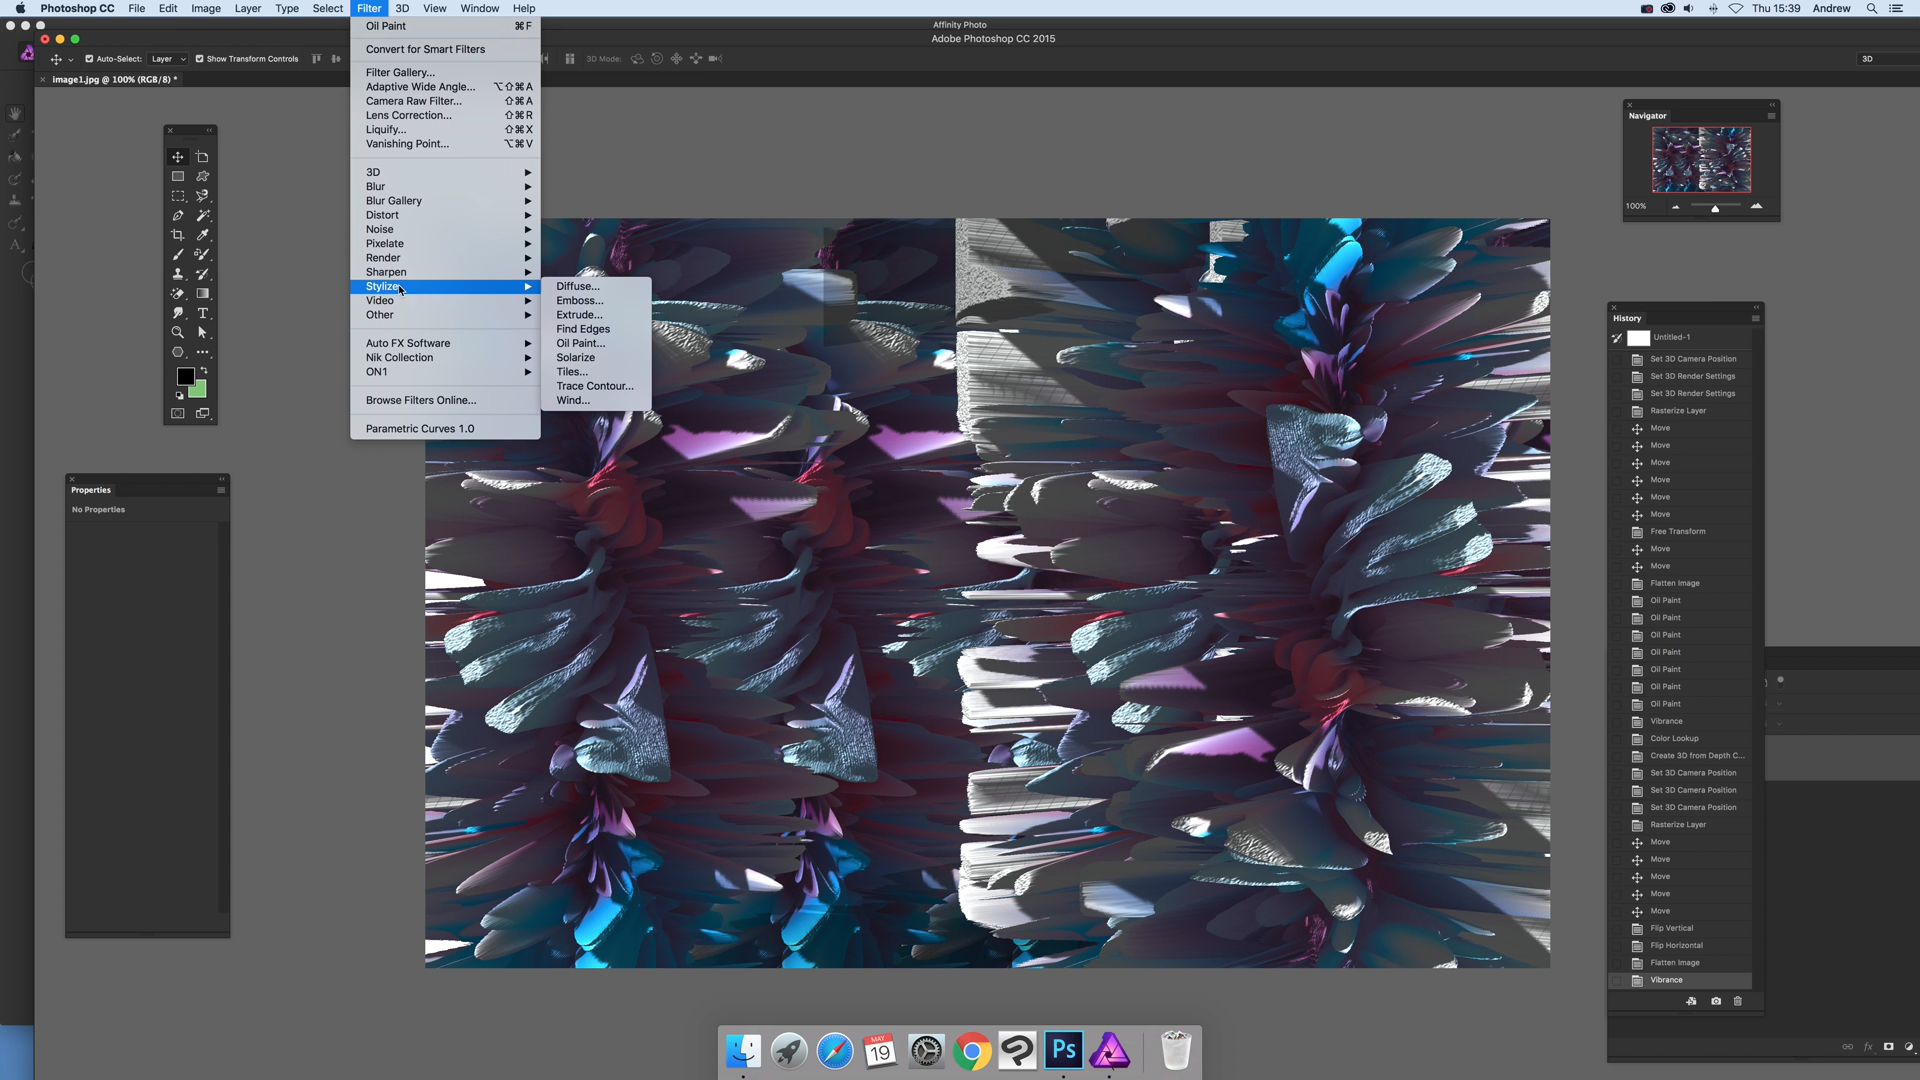 Photoshop CC File Edit Image Layer Type Select Filter 3D View Window Help Thu 15:39 Andrew
Affinity Photo
Adobe Photoshop CC 2015
Auto-Select: Layer Show Transform Controls 3D Mode: 3D
image1.jpg @ 100% (RGB/8) *
Oil Paint ⌘F
Convert for Smart Filters
Filter Gallery...
Adaptive Wide Angle... ⌥⇧⌘A
Camera Raw Filter... ⇧⌘A
Lens Correction... ⇧⌘R
Liquify... ⇧⌘X
Vanishing Point... ⌥⌘V
3D
Blur
Blur Gallery
Distort
Noise
Pixelate
Render
Sharpen
Stylize
Video
Other
Auto FX Software
Nik Collection
ON1
Browse Filters Online...
Parametric Curves 1.0
Diffuse...
Emboss...
Extrude...
Find Edges
Oil Paint...
Solarize
Tiles...
Trace Contour...
Wind...
Properties
No Properties
Navigator
100%
History
Untitled-1
Set 3D Camera Position
Set 3D Render Settings
Set 3D Render Settings
Rasterize Layer
Move
Move
Move
Move
Move
Move
Free Transform
Move
Move
Flatten Image
Oil Paint
Oil Paint
Oil Paint
Oil Paint
Oil Paint
Oil Paint
Oil Paint
Vibrance
Color Lookup
Create 3D from Depth C...
Set 3D Camera Position
Set 3D Camera Position
Set 3D Camera Position
Rasterize Layer
Move
Move
Move
Move
Move
Flip Vertical
Flip Horizontal
Flatten Image
Vibrance
fx
MAY
19
Ps